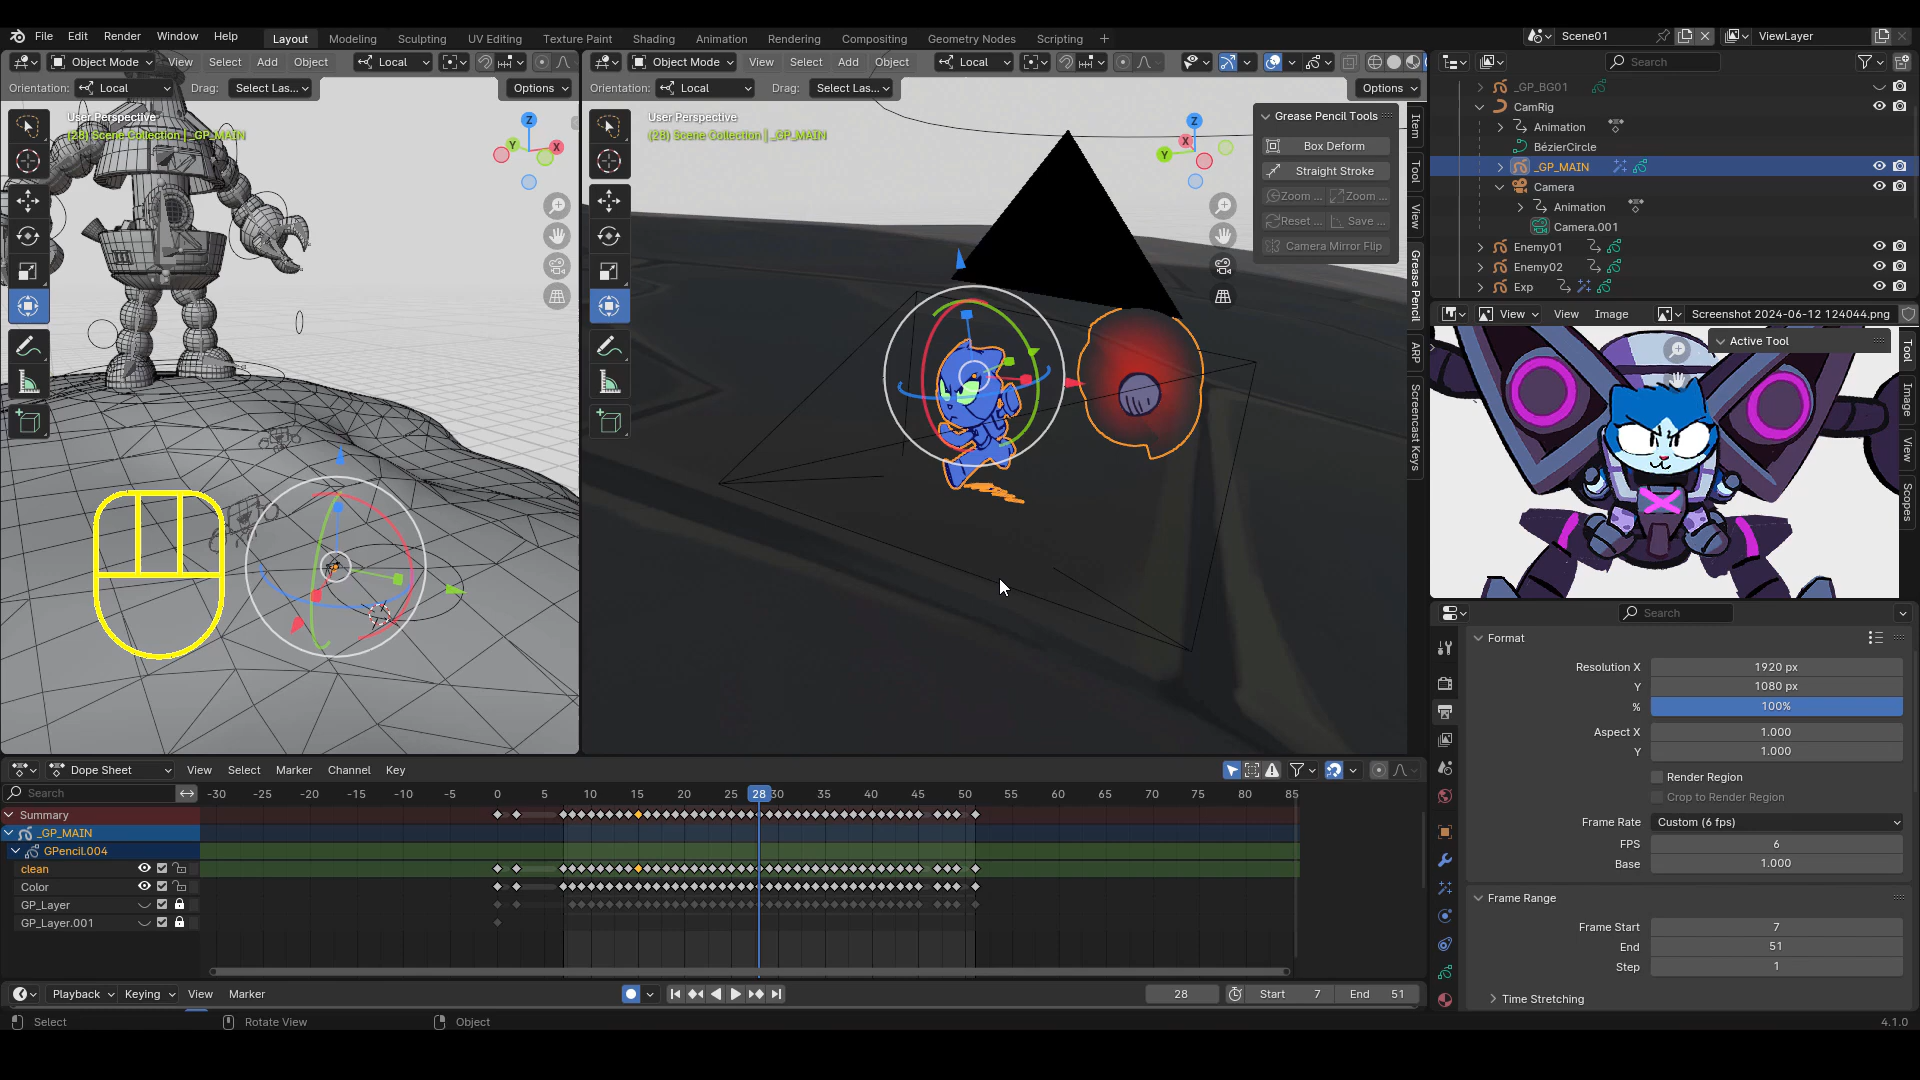 File Edit Render Window Help Layout Modeling Sculpting UV Editing Texture Paint Shading Animation Rendering Compositing Geometry Nodes Scripting + Scene01 ViewLayer
Object Mode View Select Add Object Local
Object Mode View Select Add Object Local
Search
Orientation: Local Drag: Select Las... Options
Orientation: Local Drag: Select Las... Options
User Perspective
(28) Scene Collection | _GP_MAIN
User Perspective
(28) Scene Collection | _GP_MAIN
Z
Y
X
Z
X
Y
Grease Pencil Tools
Box Deform
Straight Stroke
Zoom ... Zoom ...
Reset ... Save ...
Camera Mirror Flip
Item
Tool
View
Grease Pencil
ARP
Screencast Keys
_GP_BG01
CamRig
Animation
BézierCircle
_GP_MAIN
Camera
Animation
Camera.001
Enemy01
Enemy02
Exp
View View Image Screenshot 2024-06-12 124044.png
Active Tool
Tool
Image
View
Scopes
Search
Format
Resolution X 1920 px
Y 1080 px
% 100%
Aspect X 1.000
Y 1.000
Render Region
Crop to Render Region
Frame Rate Custom (6 fps)
FPS 6
Base 1.000
Frame Range
Frame Start 7
End 51
Step 1
Time Stretching
Dope Sheet View Select Marker Channel Key
Search -30 -25 -20 -15 -10 -5 0 5 10 15 20 25 28 30 35 40 45 50 55 60 65 70 75 80 85
Summary
_GP_MAIN
GPencil.004
clean
Color
GP_Layer
GP_Layer.001
Playback Keying View Marker 28 Start 7 End 51
Select Rotate View Object 4.1.0